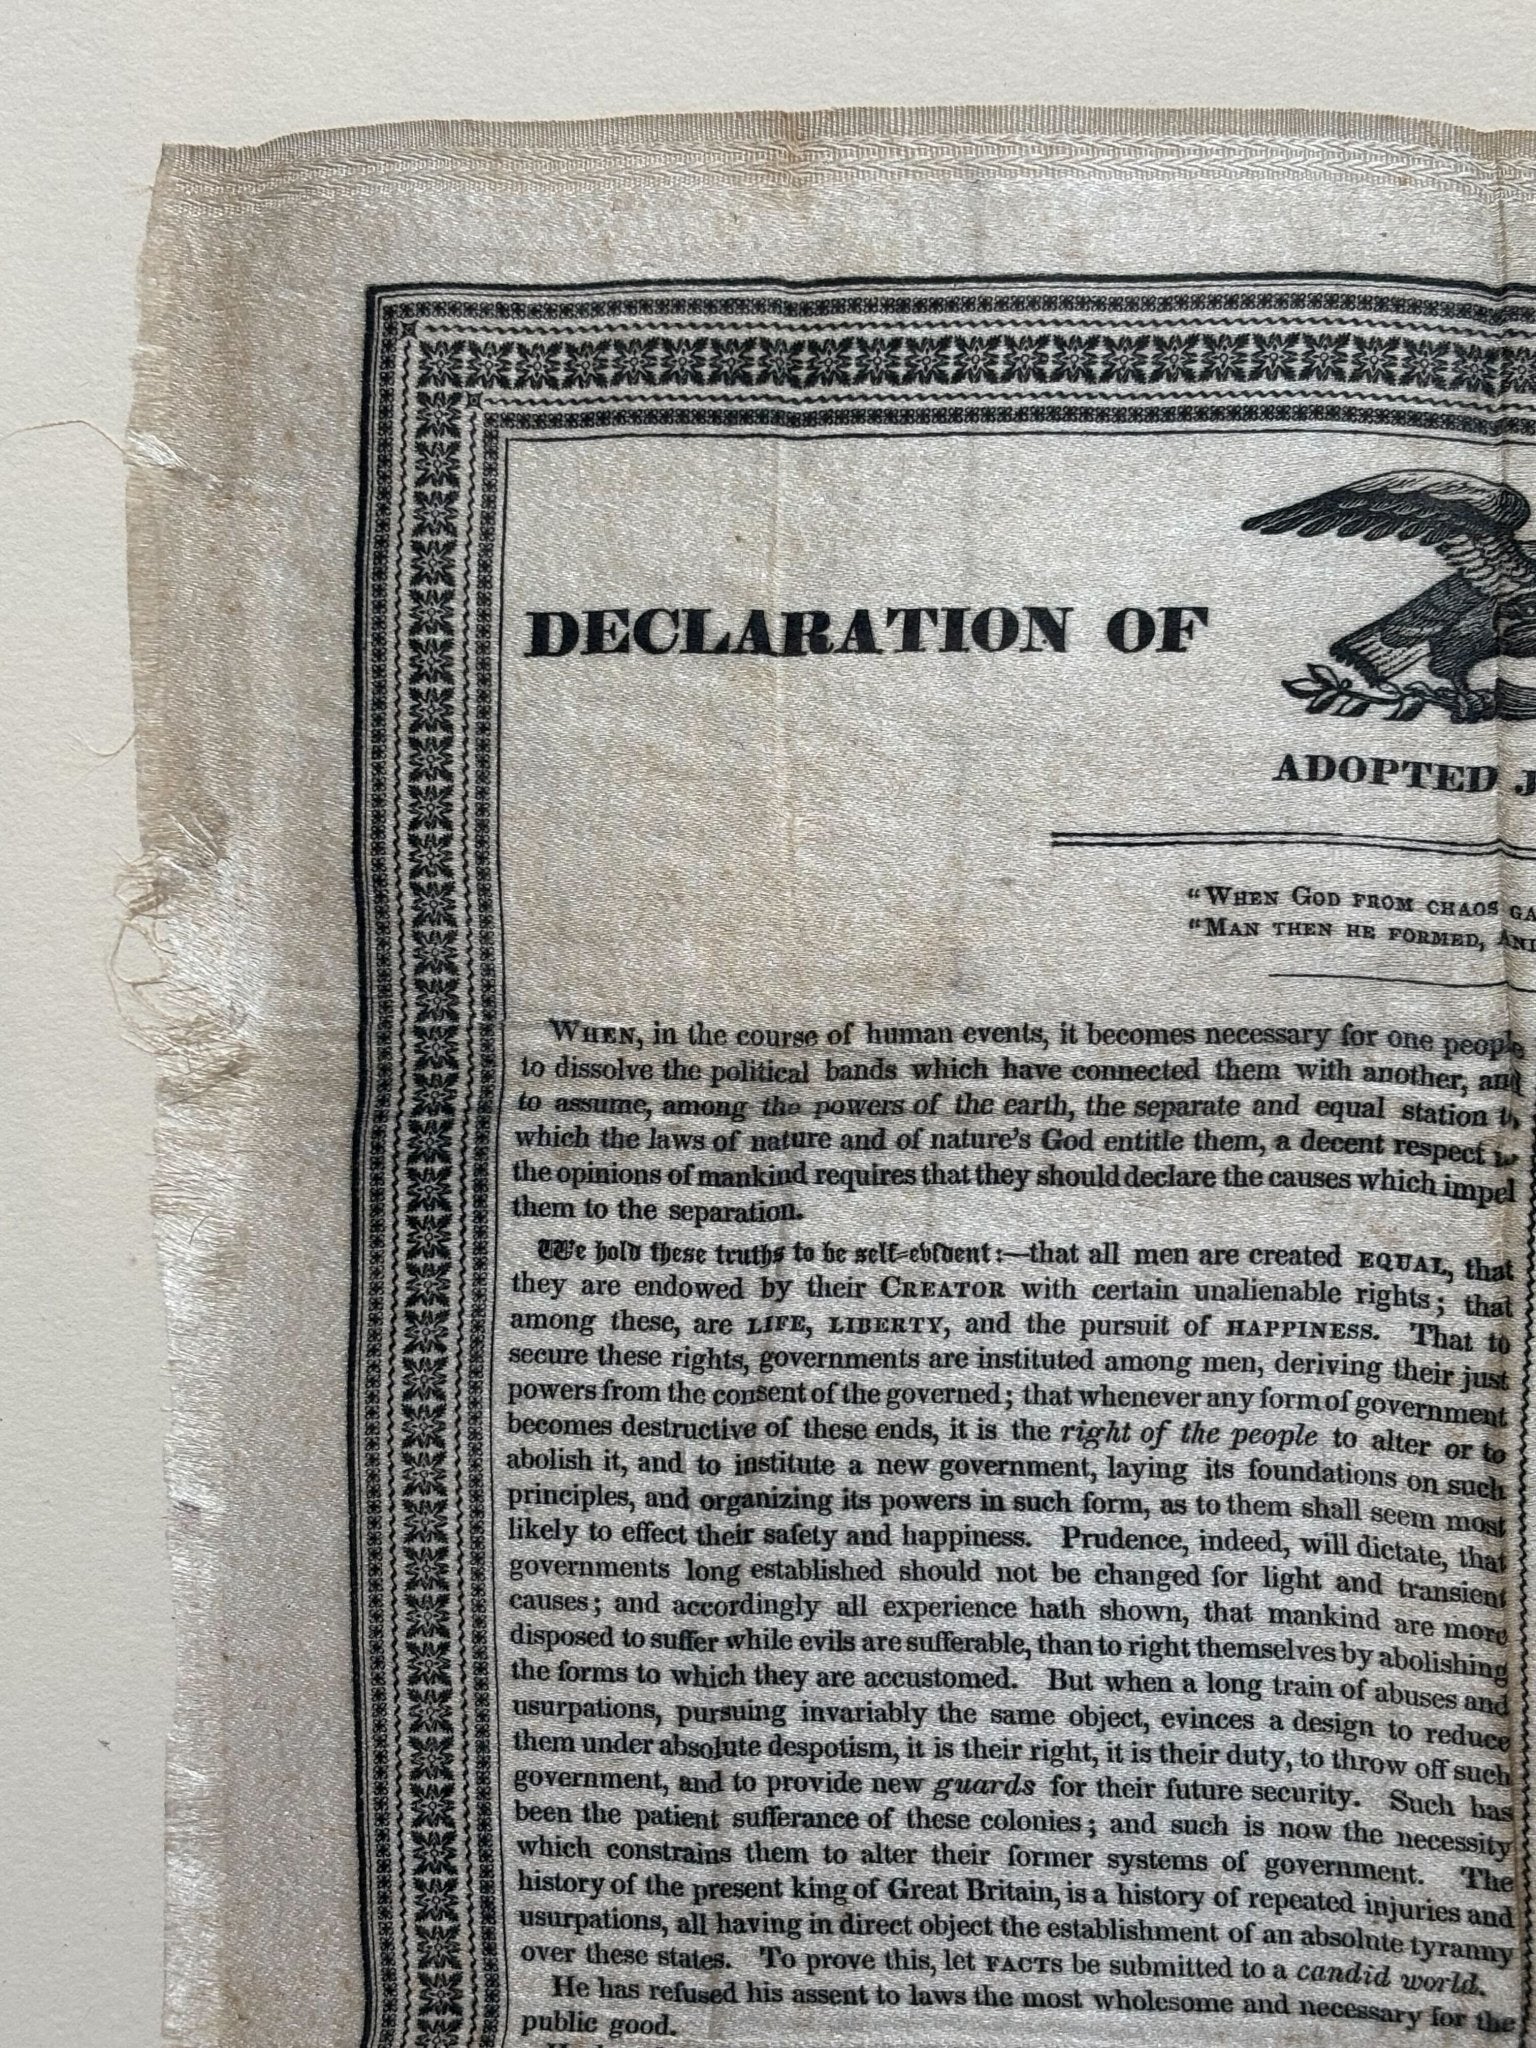 DECLARATION OF
ADOPTED
"WHEN GOD FROM CHAOS GA
"MAN THEN HE FORMED, AND
WHEN, in the course of human events, it becomes necessary for one people
to dissolve the political bands which have connected them with another, and
to assume, among the powers of the earth, the separate and equal station to
which the laws of nature and of nature's God entitle them, a decent respect to
the opinions of mankind requires that they should declare the causes which impel
them to the separation.
We hold these truths to be self-evident:—that all men are created EQUAL, that
they are endowed by their CREATOR with certain unalienable rights; that
among these, are LIFE, LIBERTY, and the pursuit of HAPPINESS. That to
secure these rights, governments are instituted among men, deriving their just
powers from the consent of the governed; that whenever any form of government
becomes destructive of these ends, it is the right of the people to alter or to
abolish it, and to institute a new government, laying its foundations on such
principles, and organizing its powers in such form, as to them shall seem most
likely to effect their safety and happiness. Prudence, indeed, will dictate, that
governments long established should not be changed for light and transient
causes; and accordingly all experience hath shown, that mankind are more
disposed to suffer while evils are sufferable, than to right themselves by abolishing
the forms to which they are accustomed. But when a long train of abuses and
usurpations, pursuing invariably the same object, evinces a design to reduce
them under absolute despotism, it is their right, it is their duty, to throw off such
government, and to provide new guards for their future security. Such has
been the patient sufferance of these colonies; and such is now the necessity
which constrains them to alter their former systems of government. The
history of the present king of Great Britain, is a history of repeated injuries and
usurpations, all having in direct object the establishment of an absolute tyranny
over these states. To prove this, let FACTS be submitted to a candid world.
He has refused his assent to laws the most wholesome and necessary for the
public good.